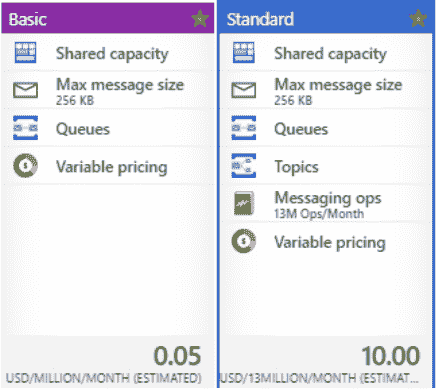 Basic
Shared capacity
Max message size
256 KB
Queues
Variable pricing
0.05
USD/MILLION/MONTH (ESTIMATED)
Standard
Shared capacity
Max message size
256 KB
Queues
Topics
Messaging ops
13M Ops/Month
Variable pricing
10.00
USD/13MILLION/MONTH (ESTIMAT...